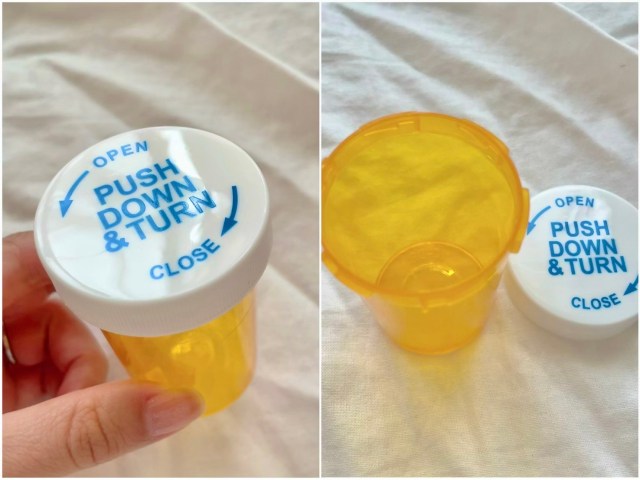 OPEN
PUSH
DOWN
& TURN
CLOSE
OPEN
PUSH
DOWN
& TURN
CLOSE